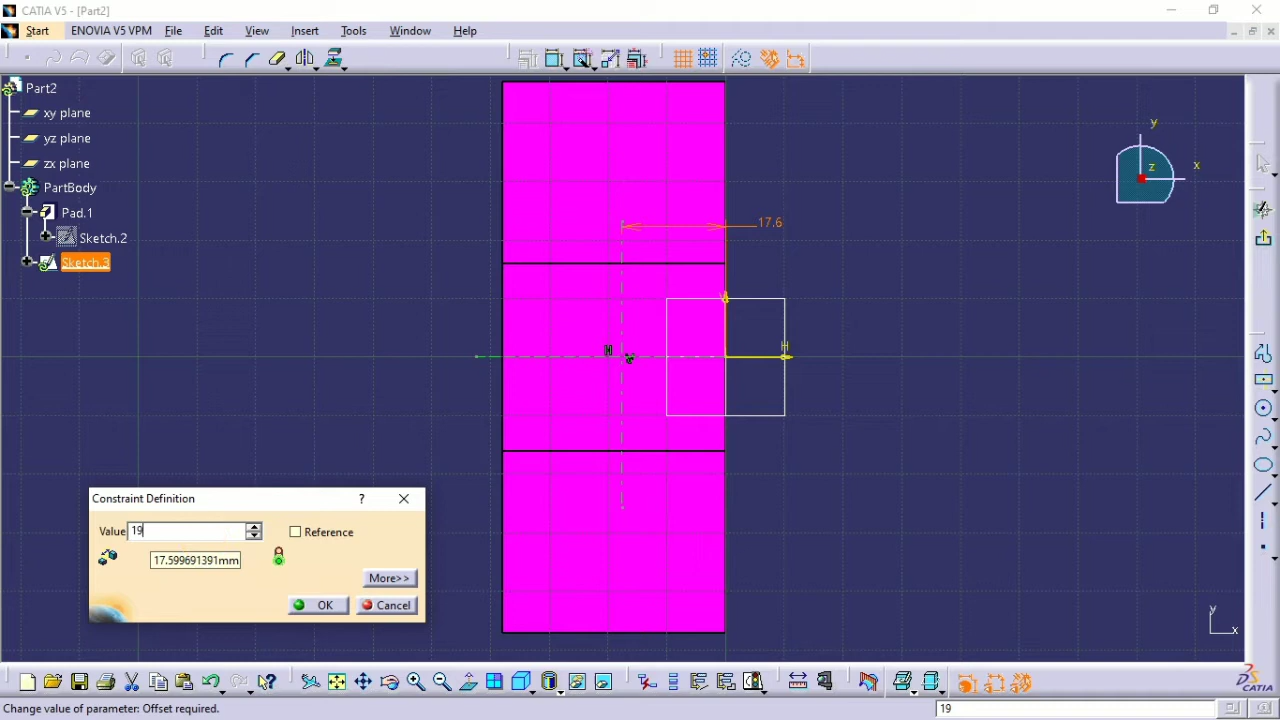 CATIA V5 - [Part2]
Start ENOVIA V5 VPM File Edit View Insert Tools Window Help
Part2
xy plane
yz plane
zx plane
PartBody
Pad.1
Sketch.2
Sketch.3
y
z x
17.6
V
H
H
Constraint Definition ?
Value 19 Reference
17.599691391mm
More>>
OK Cancel
y
x
CATIA
Change value of parameter: Offset required. 19